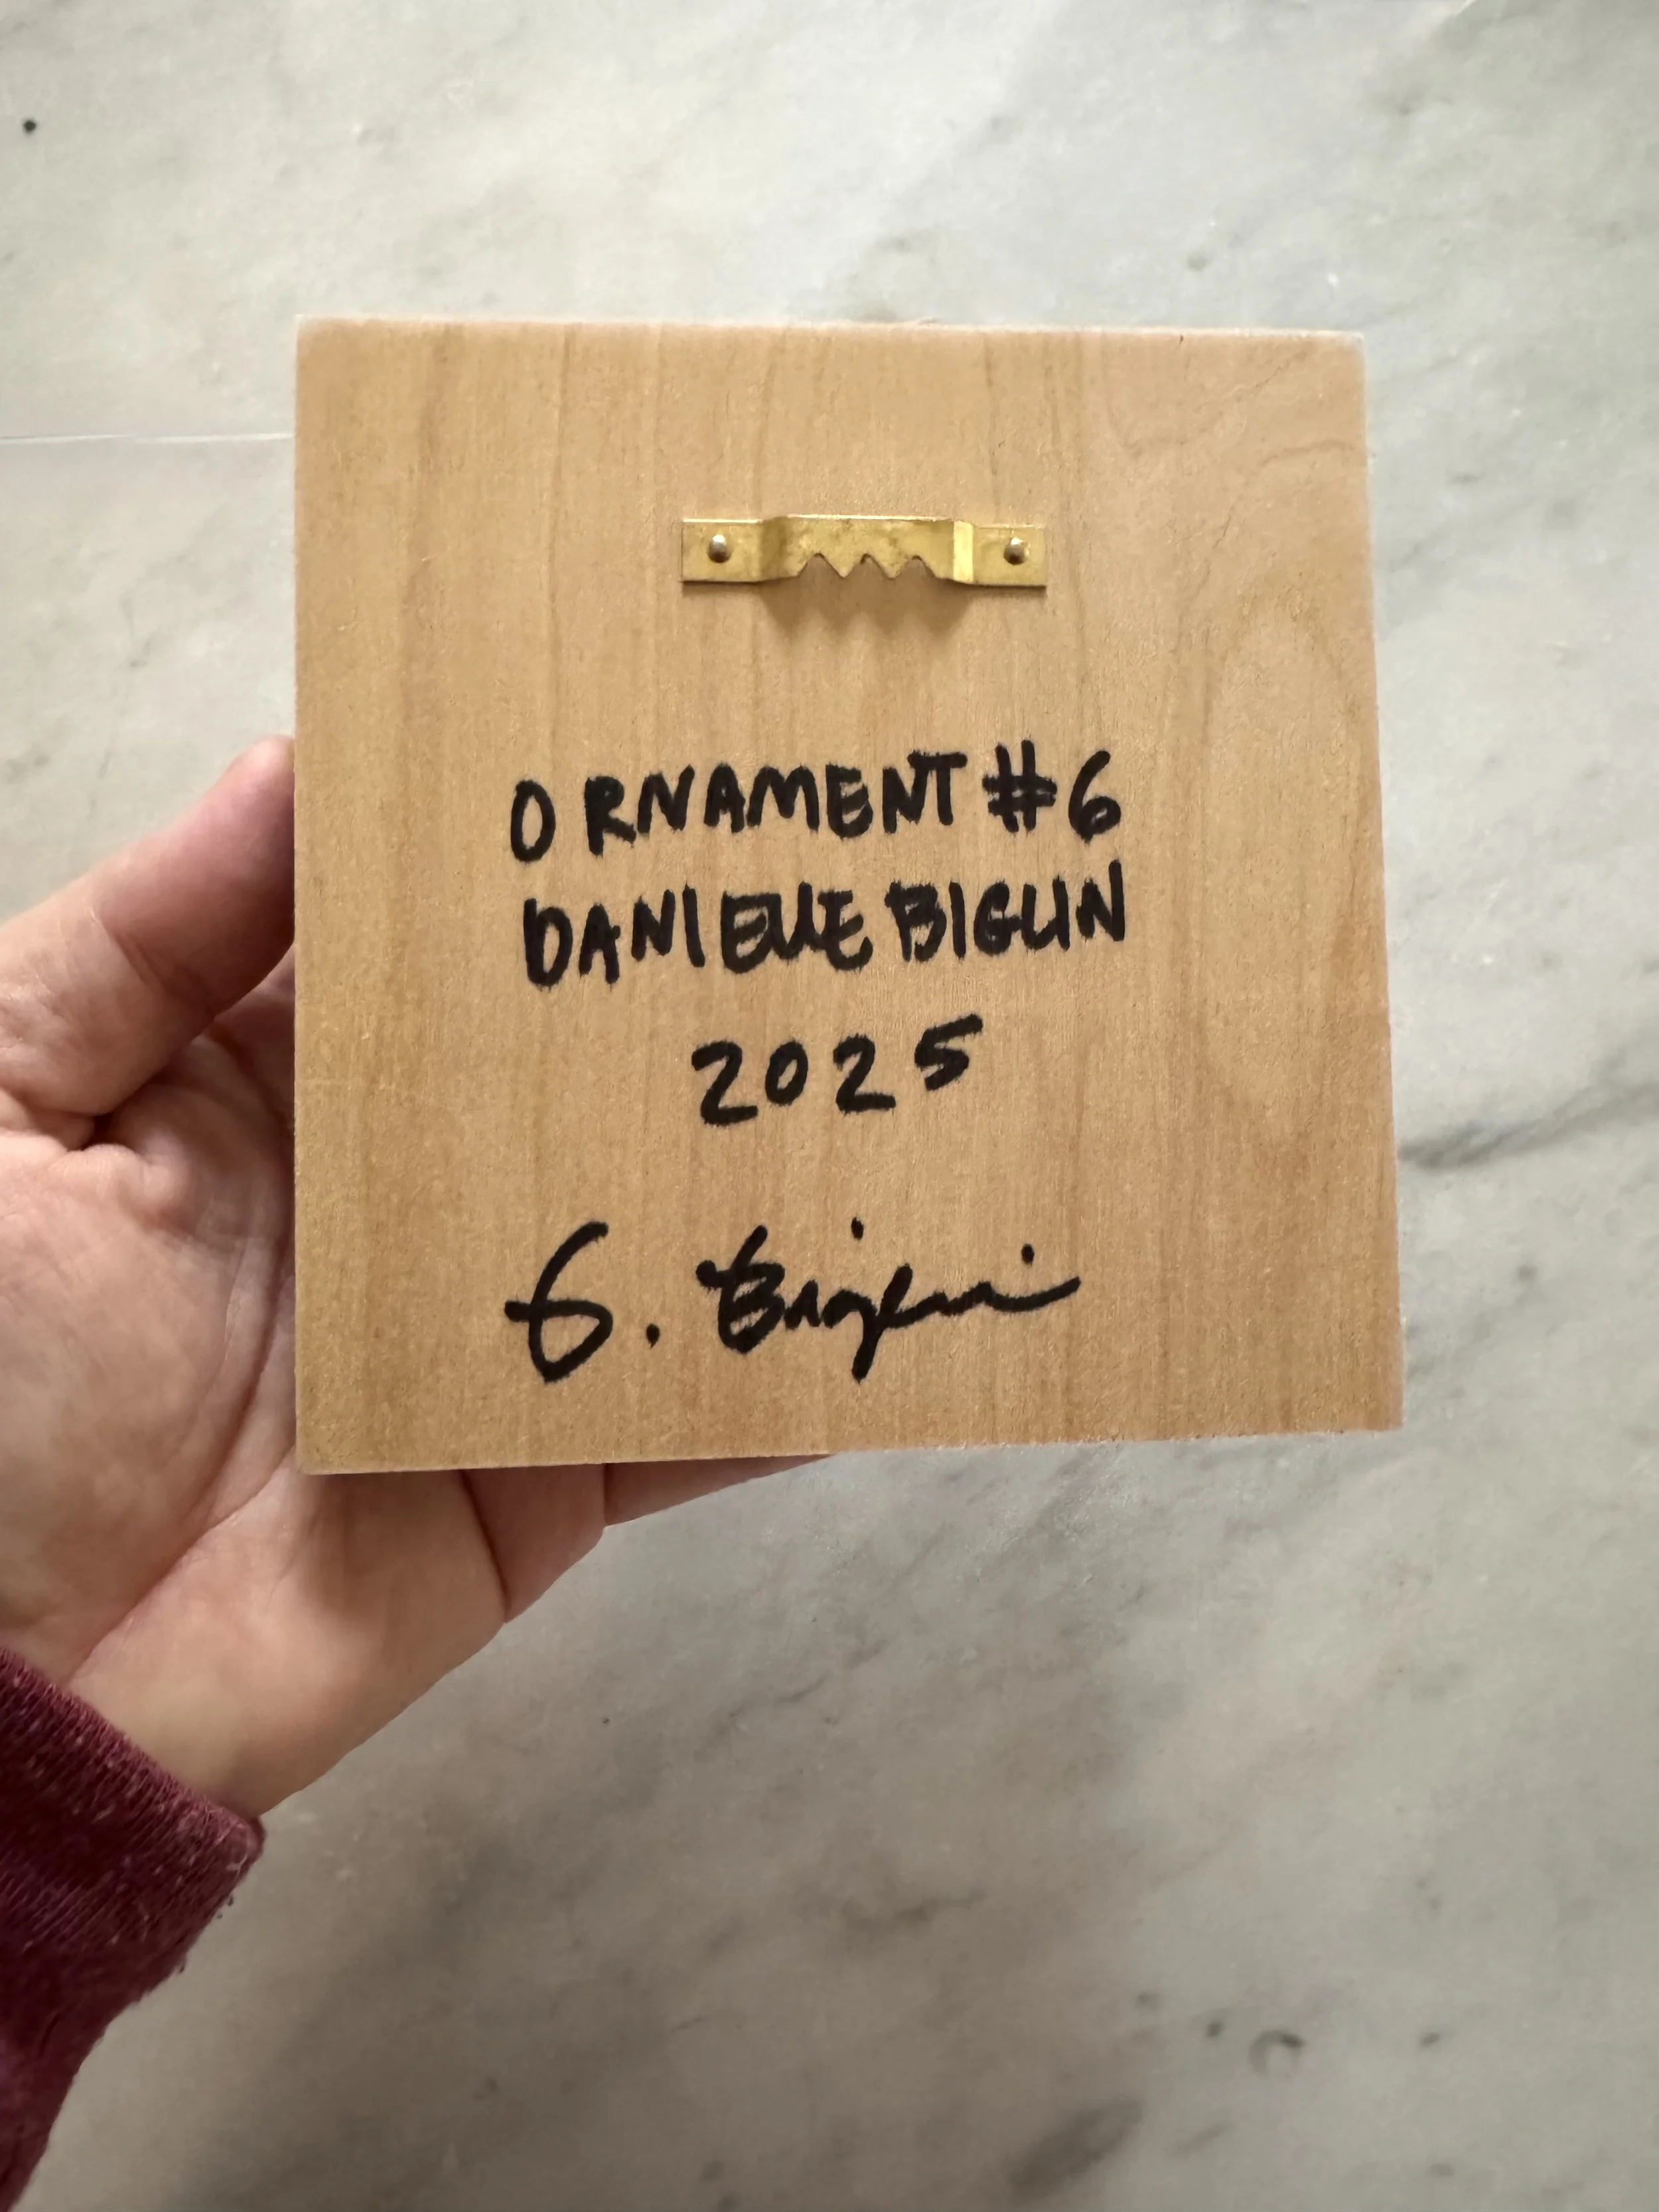 ORNAMENT #6
DANIELLE BIGLIN
2025